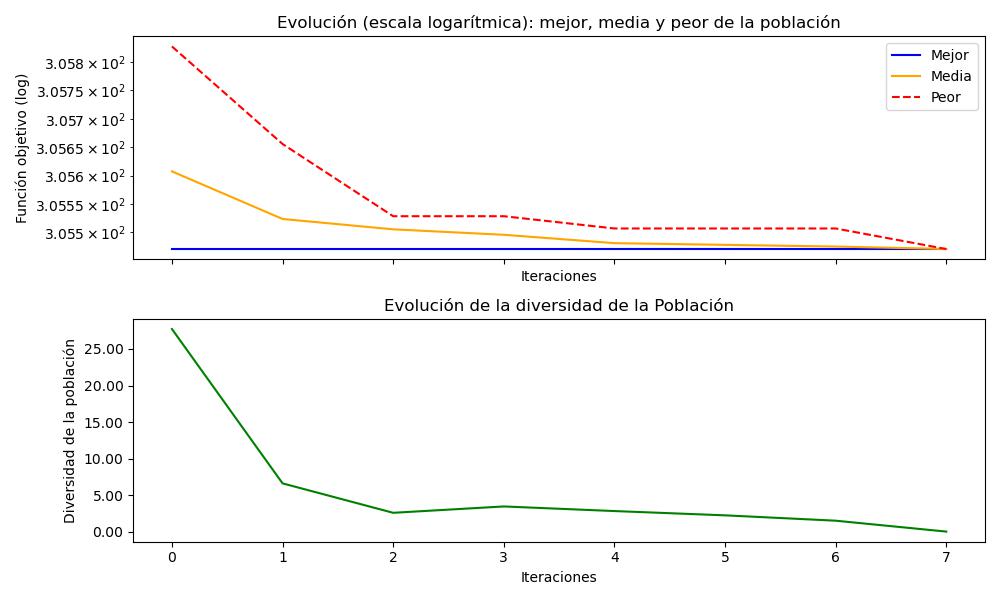 Evolución (escala logarítmica): mejor, media y peor de la población
Función objetivo (log)
3.058 × 10²
3.0575 × 10²
3.057 × 10²
3.0565 × 10²
3.056 × 10²
3.0555 × 10²
3.055 × 10²
Mejor
Media
Peor
Iteraciones
Evolución de la diversidad de la Población
Diversidad de la población
25.00
20.00
15.00
10.00
5.00
0.00
0 1 2 3 4 5 6 7
Iteraciones